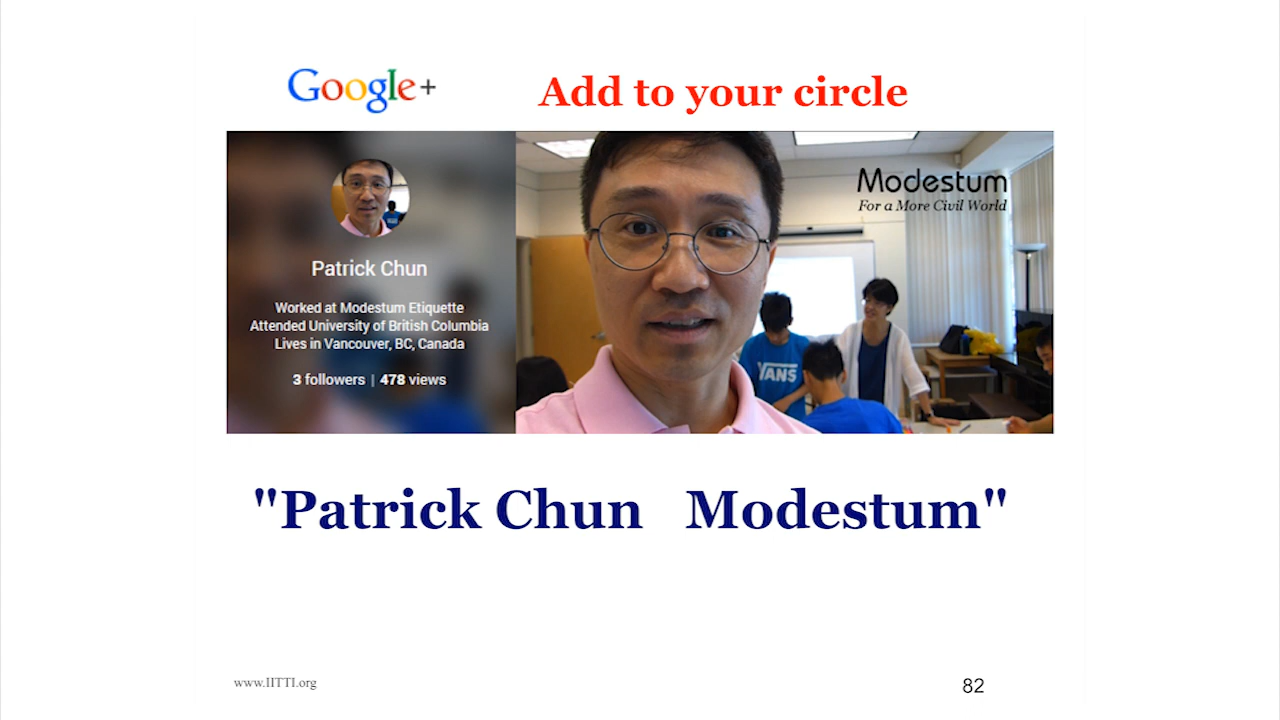 Google+
Add to your circle
Modestum
For a More Civil World
Patrick Chun
Worked at Modestum Etiquette
Attended University of British Columbia
Lives in Vancouver, BC, Canada
3 followers | 478 views
VANS
"Patrick Chun Modestum"
www.IITTI.org
82